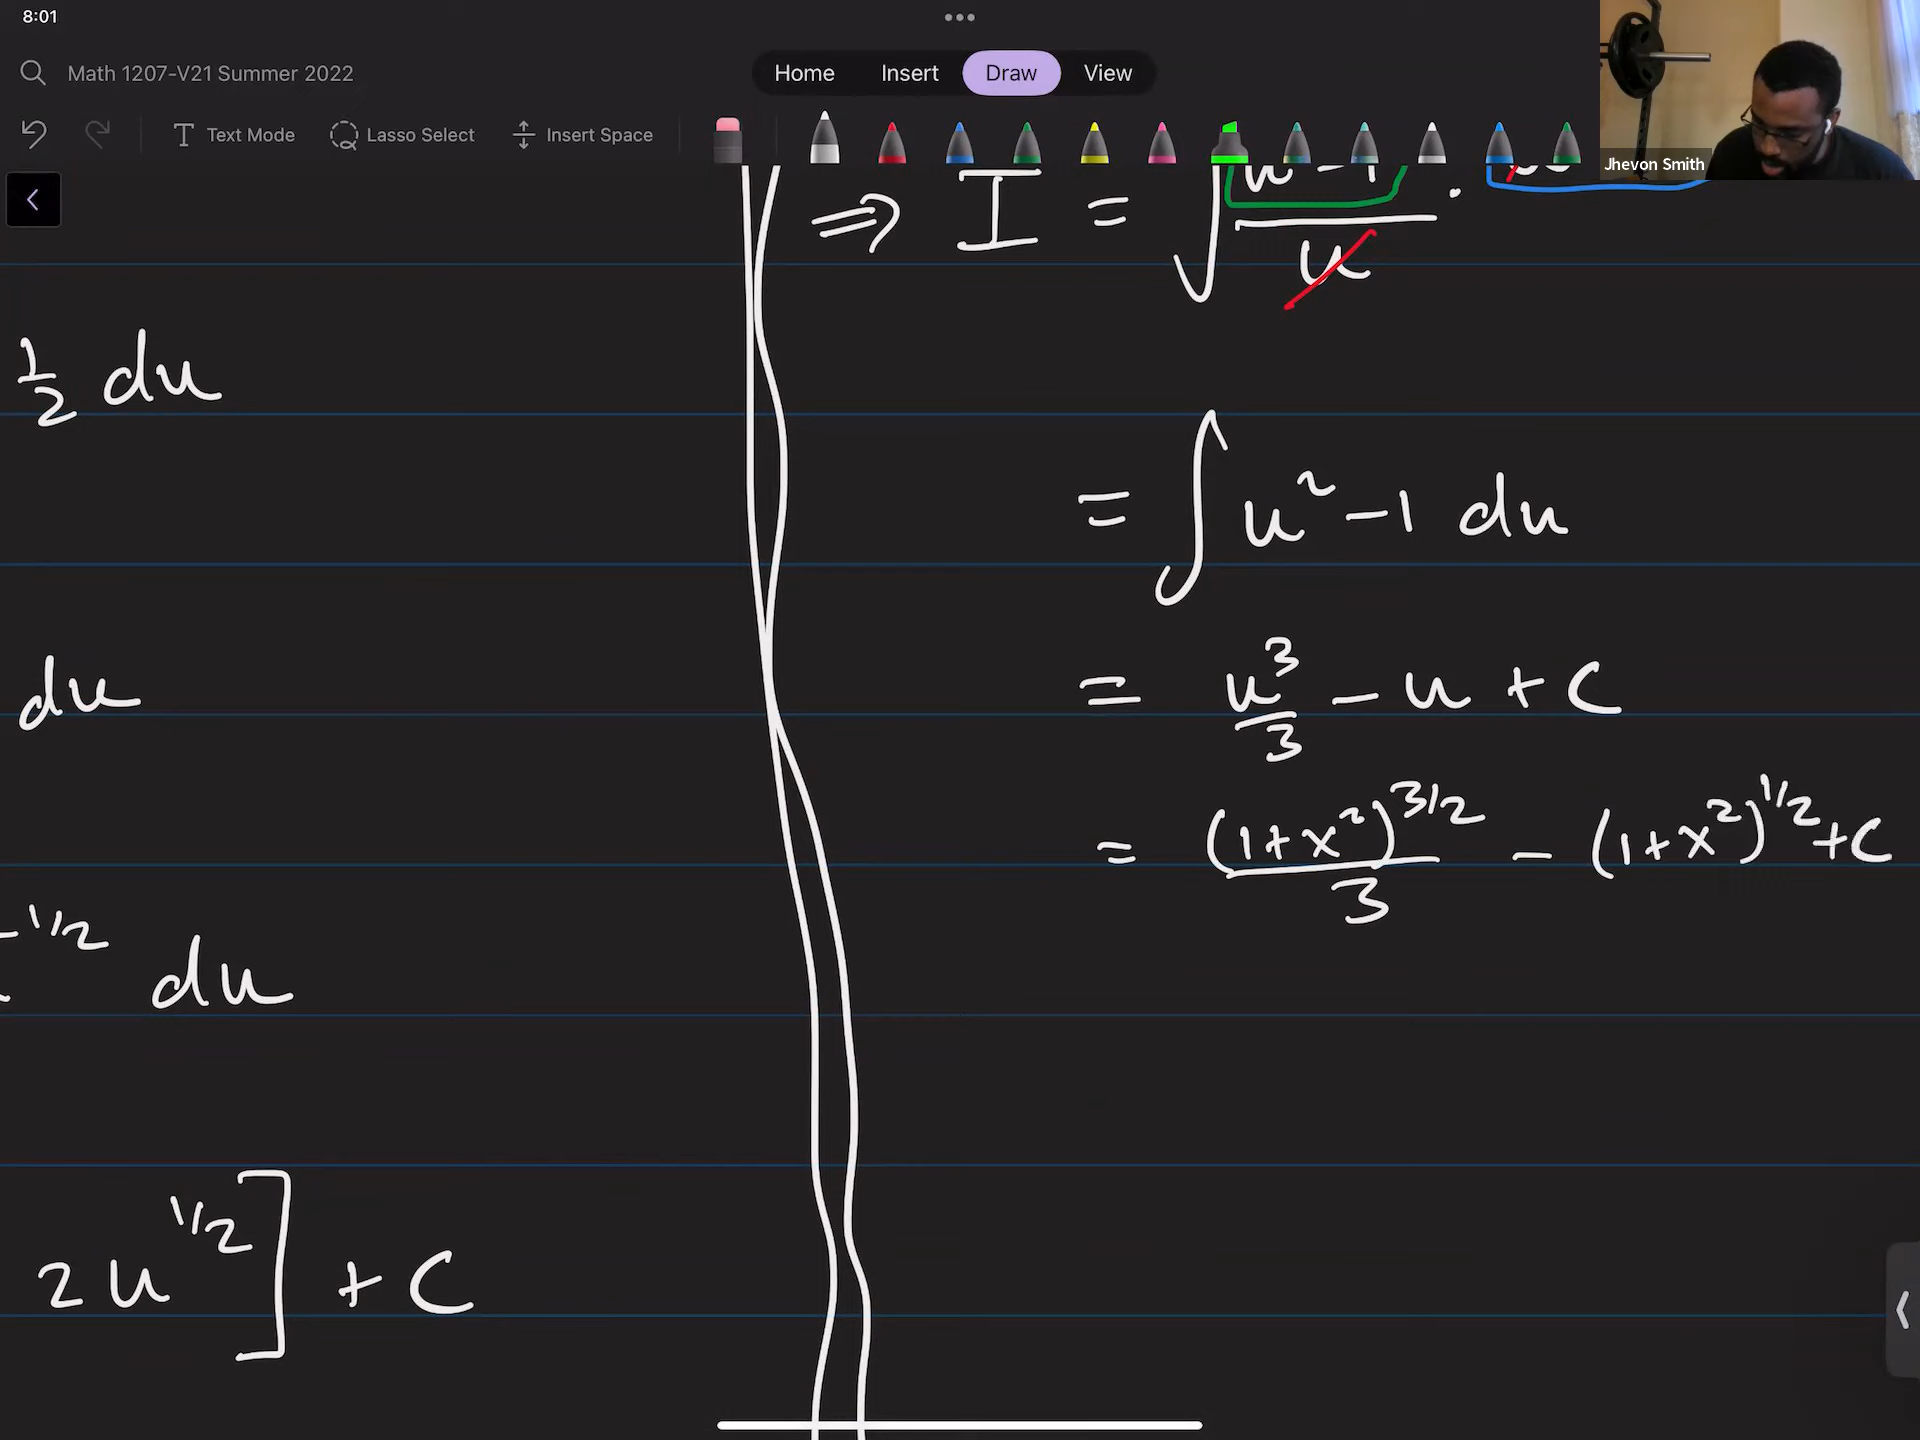 8:01
Math 1207-V21 Summer 2022
Home Insert Draw View
Text Mode Lasso Select Insert Space
Jhevon Smith
1/2 du
du
-1/2 du
2u^1/2] + C
⇒ I = ∫ u² - 1 / u ·
= ∫ u² - 1 du
= u³/3 - u + C
= (1+x²)^3/2 / 3 - (1+x²)^1/2 + C